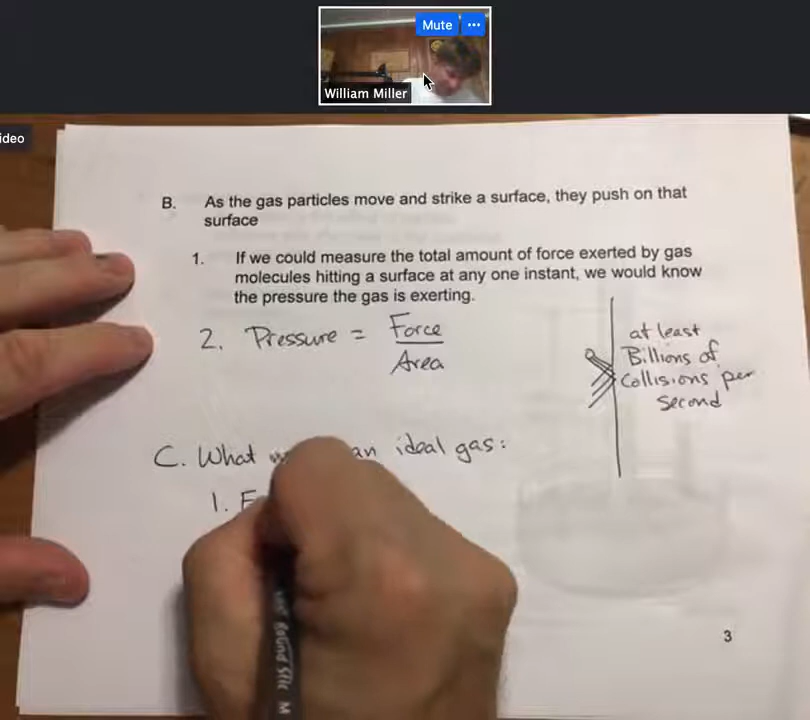 Mute
William Miller
ideo
B. As the gas particles move and strike a surface, they push on that
surface
1. If we could measure the total amount of force exerted by gas
molecules hitting a surface at any one instant, we would know
the pressure the gas is exerting.
2. Pressure = Force
Area
at least
Billions of
Collisions per
second
C. What an ideal gas:
1.
Round Stic M
3